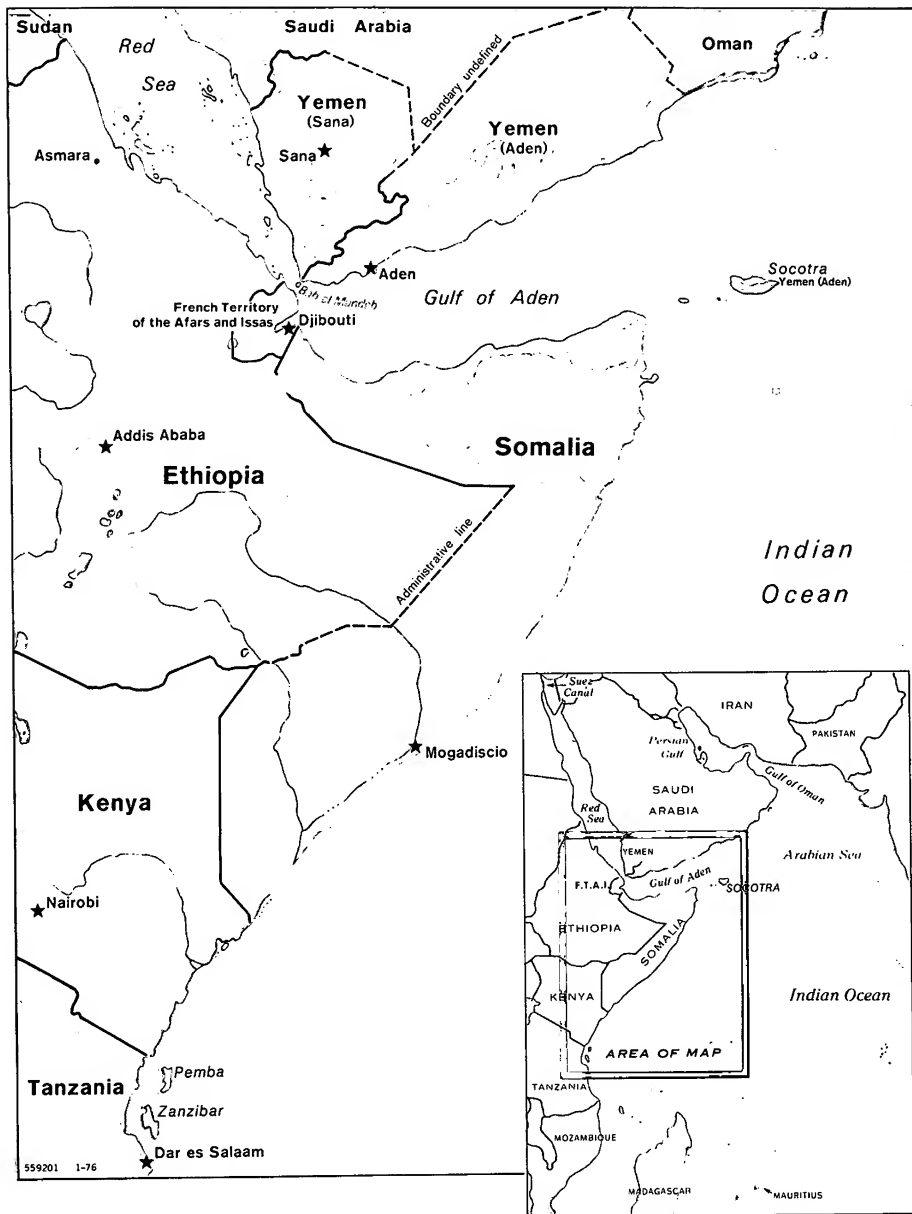 Sudan
Red
Sea
Saudi Arabia
Oman
Yemen
(Sana)
Sana
Boundary undefined
Yemen
(Aden)
Asmara
Aden
Socotra
Yemen (Aden)
Bab el Mandeb
Gulf of Aden
French Territory
of the Afars and Issas
Djibouti
Addis Ababa
Ethiopia
Somalia
Administrative line
Indian
Ocean
Mogadiscio
Kenya
Nairobi
Tanzania
Pemba
Zanzibar
Dar es Salaam
559201 1-76
Suez
Canal
IRAN
PAKISTAN
Persian
Gulf
Gulf of Oman
SAUDI
ARABIA
Red
Sea
YEMEN
Arabian Sea
F.T.A.I.
Gulf of Aden
SOCOTRA
ETHIOPIA
SOMALIA
KENYA
Indian Ocean
AREA OF MAP
TANZANIA
MOZAMBIQUE
MADAGASCAR
MAURITIUS